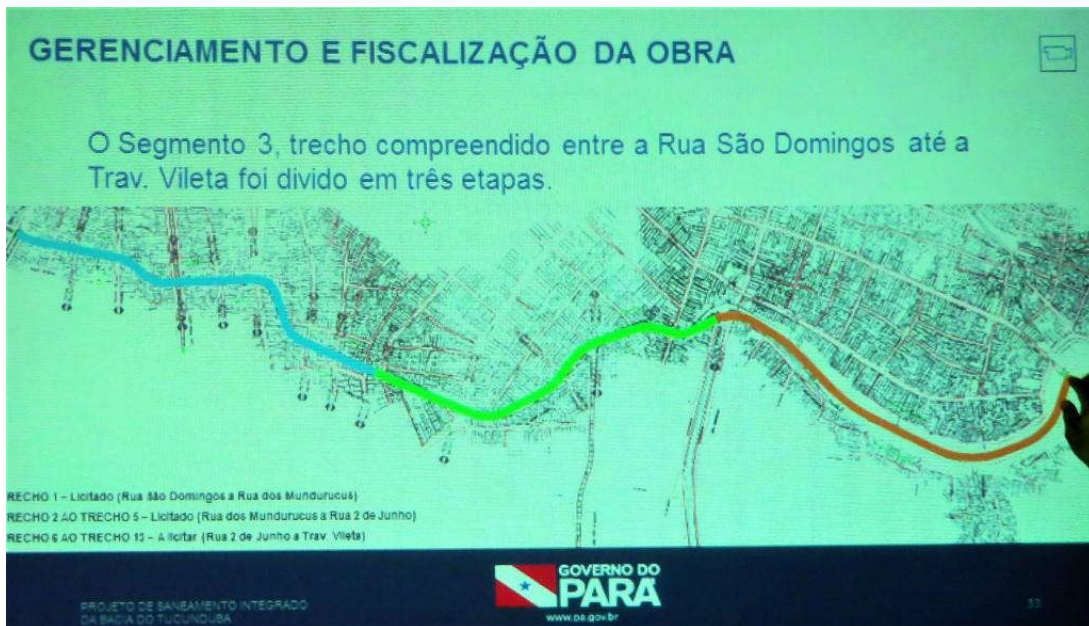 GERENCIAMENTO E FISCALIZAÇÃO DA OBRA
O Segmento 3, trecho compreendido entre a Rua São Domingos até a
Trav. Vileta foi divido em três etapas.
RECHO 1 – Licitado (Rua São Domingos a Rua dos Mundurucus)
RECHO 2 AO TRECHO 5 – Licitado (Rua dos Mundurucus a Rua 2 de Junho)
RECHO 6 AO TRECHO 13 – A licitar (Rua 2 de Junho a Trav. Vileta)
PROJETO DE SANEAMENTO INTEGRADO
DA BACIA DO TUCUNDUBA
GOVERNO DO
PARÁ
www.pa.gov.br
33